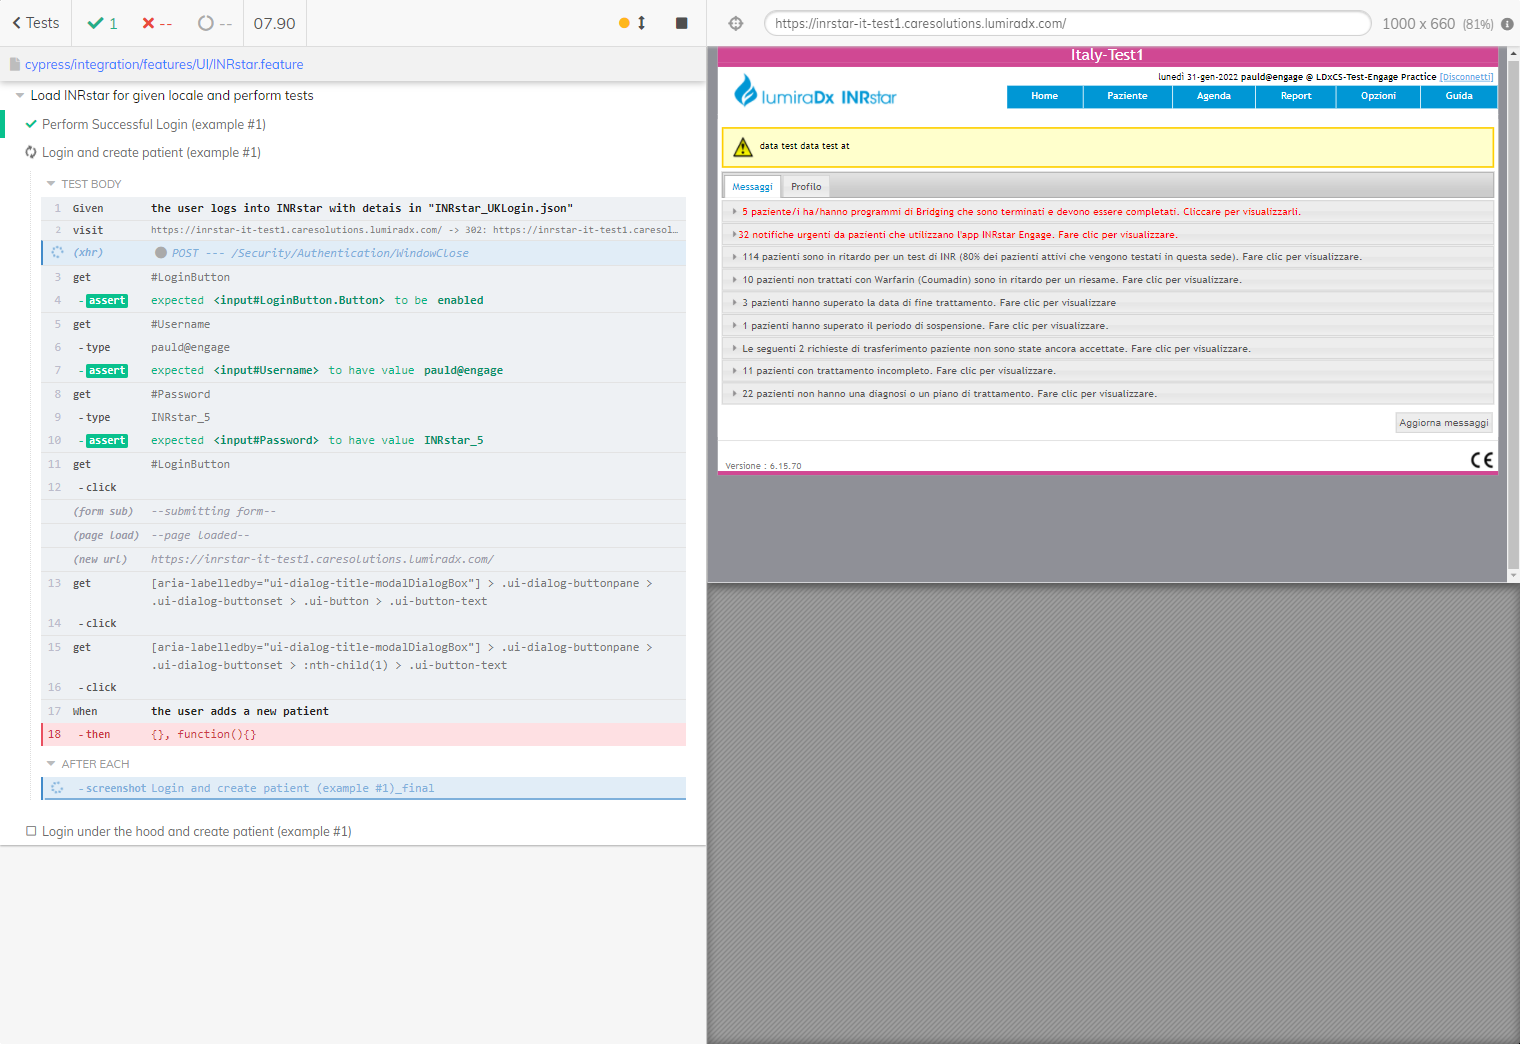 Tests
1
--
--
07.90
cypress/integration/features/UI/INRstar.feature
Load INRstar for given locale and perform tests
Perform Successful Login (example #1)
Login and create patient (example #1)
TEST BODY
1 Given the user logs into INRstar with detais in "INRstar_UKLogin.json"
2 visit https://inrstar-it-test1.caresolutions.lumiradx.com/ -> 302: https://inrstar-it-test1.caresol...
(xhr) POST --- /Security/Authentication/WindowClose
3 get #LoginButton
4 -assert expected <input#LoginButton.Button> to be enabled
5 get #Username
6 -type pauld@engage
7 -assert expected <input#Username> to have value pauld@engage
8 get #Password
9 -type INRstar_5
10 -assert expected <input#Password> to have value INRstar_5
11 get #LoginButton
12 -click
(form sub) --submitting form--
(page load) --page loaded--
(new url) https://inrstar-it-test1.caresolutions.lumiradx.com/
13 get [aria-labelledby="ui-dialog-title-modalDialogBox"] > .ui-dialog-buttonpane >
.ui-dialog-buttonset > .ui-button > .ui-button-text
14 -click
15 get [aria-labelledby="ui-dialog-title-modalDialogBox"] > .ui-dialog-buttonpane >
.ui-dialog-buttonset > :nth-child(1) > .ui-button-text
16 -click
17 When the user adds a new patient
18 -then {}, function(){}
AFTER EACH
-screenshot Login and create patient (example #1)_final
Login under the hood and create patient (example #1)
https://inrstar-it-test1.caresolutions.lumiradx.com/
1000 x 660 (81%)
Italy-Test1
lunedì 31-gen-2022 pauld@engage @ LDxCS-Test-Engage Practice [Disconnetti]
lumiraDx INRstar
Home Paziente Agenda Report Opzioni Guida
data test data test at
Messaggi Profilo
5 paziente/i ha/hanno programmi di Bridging che sono terminati e devono essere completati. Cliccare per visualizzarli.
32 notifiche urgenti da pazienti che utilizzano l'app INRstar Engage. Fare clic per visualizzare.
114 pazienti sono in ritardo per un test di INR (80% dei pazienti attivi che vengono testati in questa sede). Fare clic per visualizzare.
10 pazienti non trattati con Warfarin (Coumadin) sono in ritardo per un riesame. Fare clic per visualizzare.
3 pazienti hanno superato la data di fine trattamento. Fare clic per visualizzare
1 pazienti hanno superato il periodo di sospensione. Fare clic per visualizzare.
Le seguenti 2 richieste di trasferimento paziente non sono state ancora accettate. Fare clic per visualizzare.
11 pazienti con trattamento incompleto. Fare clic per visualizzare.
22 pazienti non hanno una diagnosi o un piano di trattamento. Fare clic per visualizzare.
Aggiorna messaggi
Versione : 6.15.70
CE